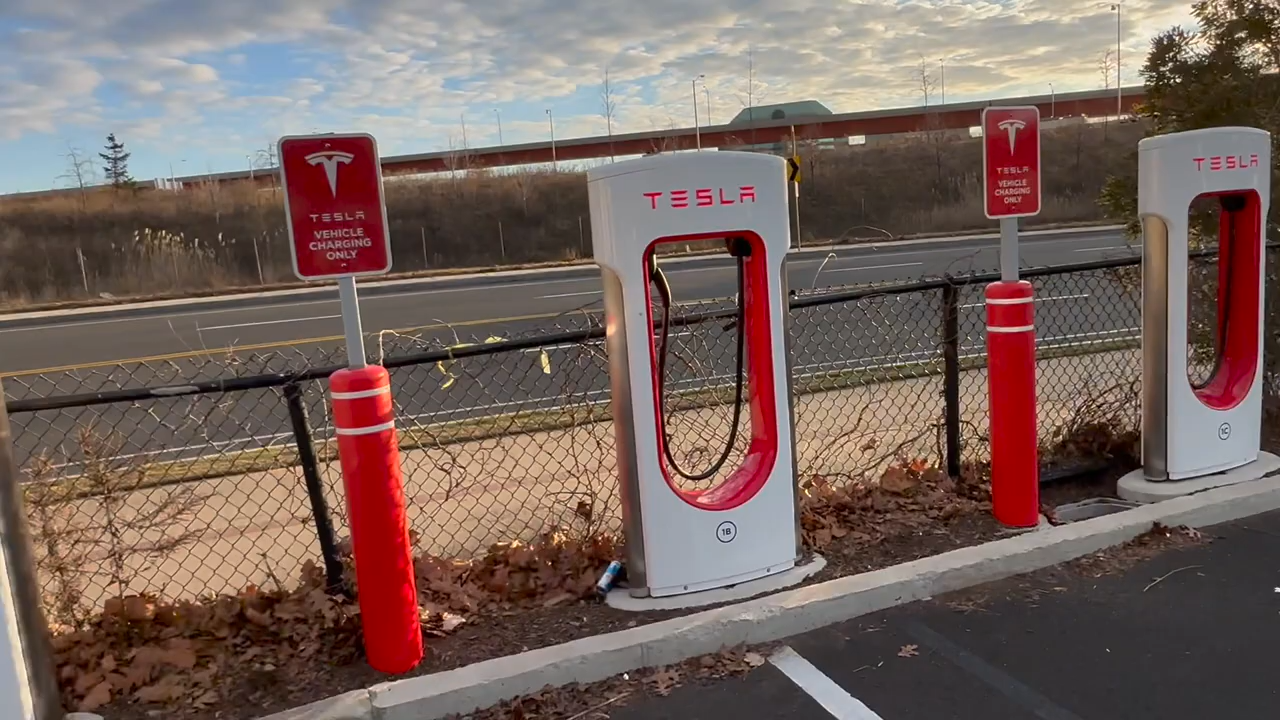 TESLA
VEHICLE
CHARGING
ONLY
TESLA
1B
TESLA
VEHICLE
CHARGING
ONLY
TESLA
1C